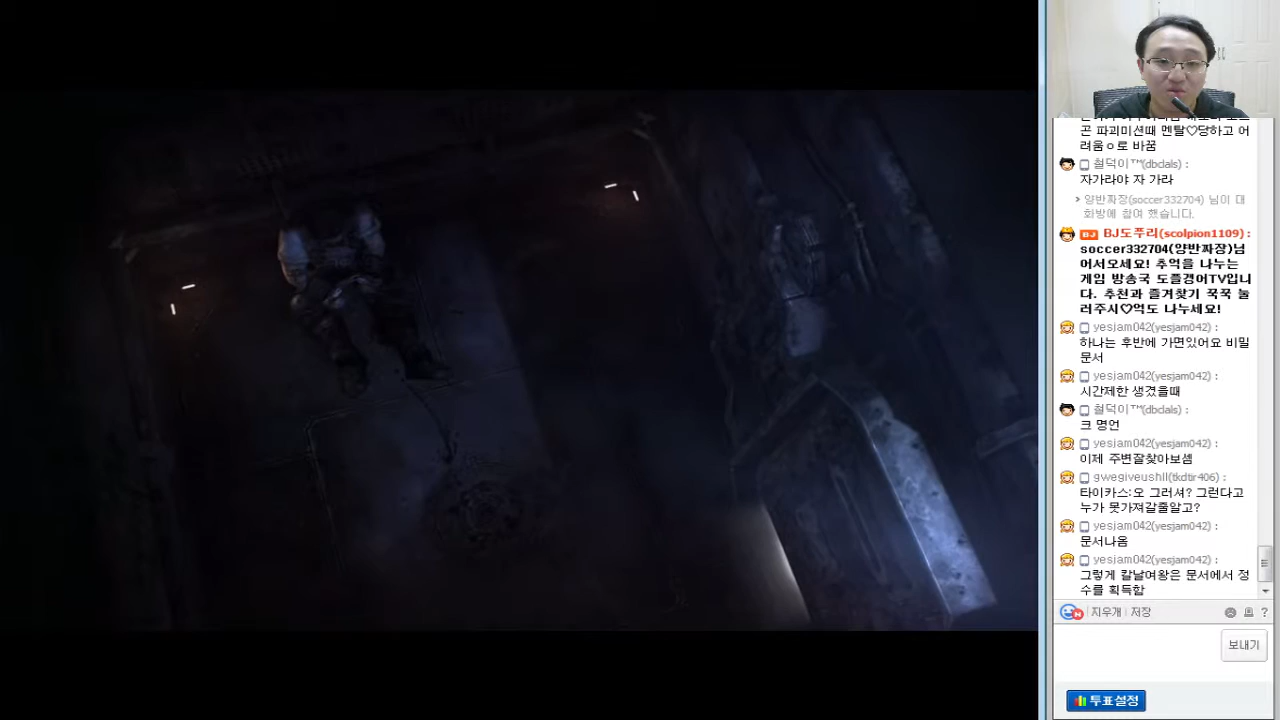 곤 파괴미션때 멘탈♡당하고 어
려움ㅇ로 바꿈
철덕이™(dbclals) :
자가라야 자 가라
양반짜장(soccer332704) 님이 대
화방에 참여 했습니다.
BJ BJ도푸리(scolpion1109) :
soccer332704(양반짜장)님
어서오세요! 추억을 나누는
게임 방송국 도플갱어TV입니
다. 추천과 즐겨찾기 꾹꾹 눌
러주시♡억도 나누세요!
yesjam042(yesjam042) :
하나는 후반에 가면있어요 비밀
문서
yesjam042(yesjam042) :
시간제한 생겼을때
철덕이™(dbclals) :
크 명언
yesjam042(yesjam042) :
이제 주변잘찾아보셈
gwegiveushll(tkdtir406) :
타이카스:오 그러셔? 그런다고
누가 못가져갈줄알고?
yesjam042(yesjam042) :
문서나옴
yesjam042(yesjam042) :
그렇게 칼날여왕은 문서에서 정
수를 획득함
지우개 저장 ?
보내기
투표설정